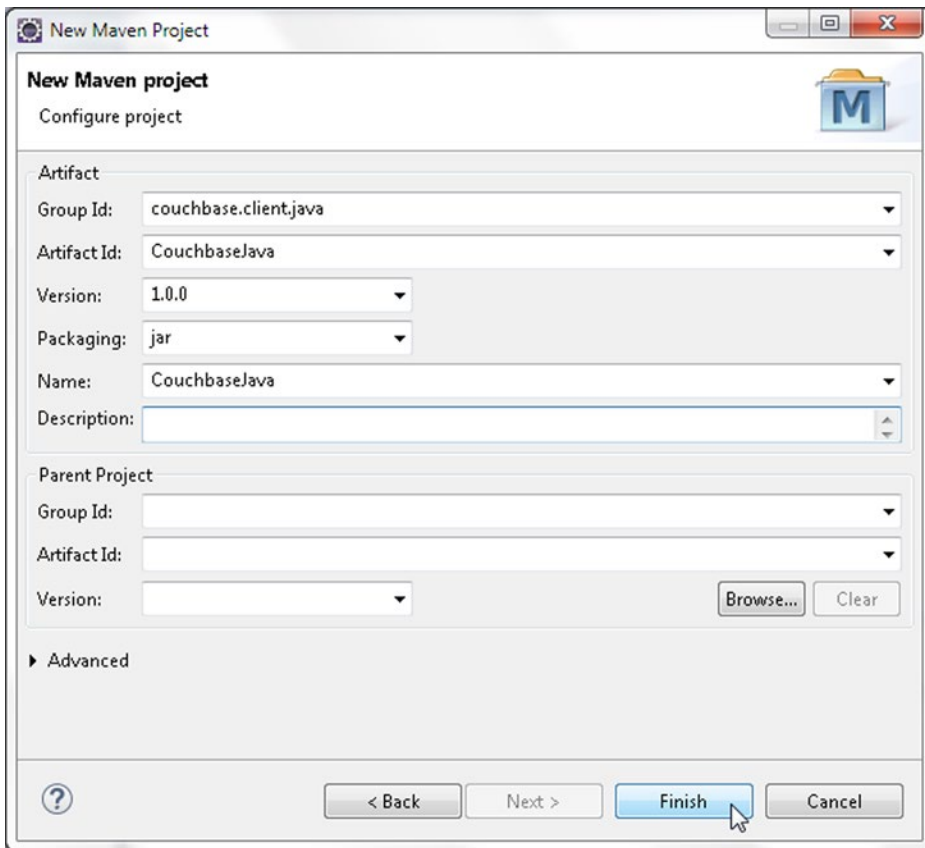 New Maven Project
New Maven project
Configure project
M
Artifact
Group Id: couchbase.client.java
Artifact Id: CouchbaseJava
Version: 1.0.0
Packaging: jar
Name: CouchbaseJava
Description:
Parent Project
Group Id:
Artifact Id:
Version: Browse... Clear
Advanced
? < Back Next > Finish Cancel